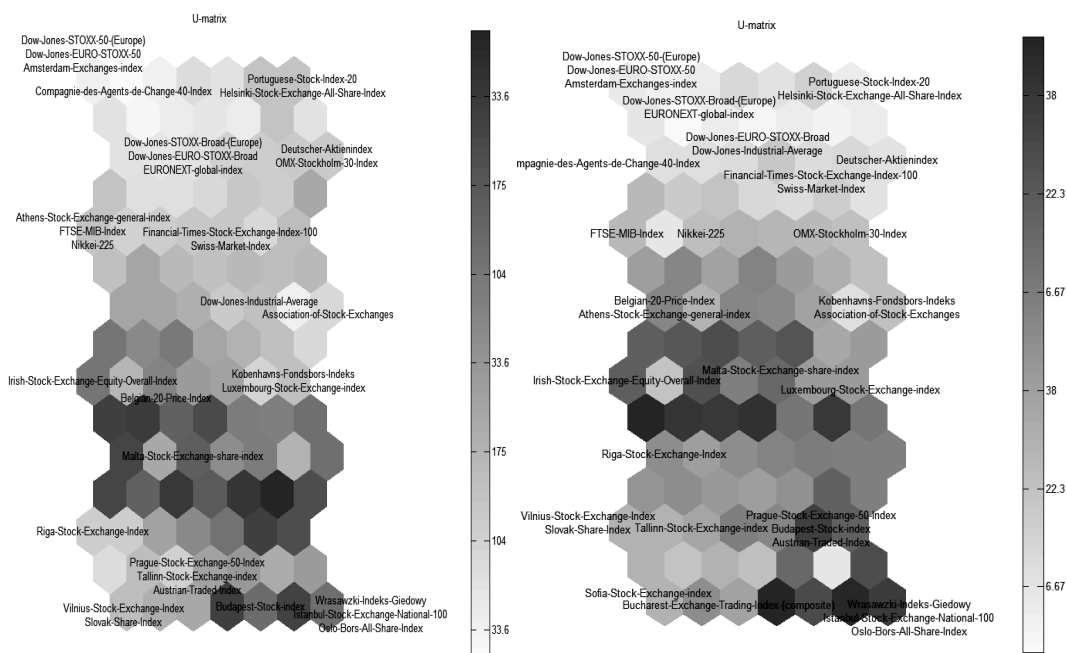 U-matrix
Dow-Jones-STOXX-50-(Europe)
Dow-Jones-EURO-STOXX-50
Amsterdam-Exchanges-index
Portuguese-Stock-Index-20
Compagnie-des-Agents-de-Change-40-Index
Helsinki-Stock-Exchange-All-Share-Index
Dow-Jones-STOXX-Broad-(Europe)
Deutscher-Aktienindex
Dow-Jones-EURO-STOXX-Broad
OMX-Stockholm-30-Index
EURONEXT-global-index
Athens-Stock-Exchange-general-index
FTSE-MIB-Index
Financial-Times-Stock-Exchange-Index-100
Nikkei-225
Swiss-Market-Index
Dow-Jones-Industrial-Average
Association-of-Stock-Exchanges
Irish-Stock-Exchange-Equity-Overall-Index
Kobenhavns-Fondsbors-Indeks
Luxembourg-Stock-Exchange-index
Belgian-20-Price-Index
Malta-Stock-Exchange-share-index
Riga-Stock-Exchange-Index
Prague-Stock-Exchange-50-Index
Tallinn-Stock-Exchange-index
Austrian-Traded-Index
Vilnius-Stock-Exchange-Index
Budapest-Stock-index
Wrasawzki-Indeks-Giedowy
Slovak-Share-Index
Istanbul-Stock-Exchange-National-100
Oslo-Bors-All-Share-Index
33.6
175
104
33.6
175
104
33.6
U-matrix
Dow-Jones-STOXX-50-(Europe)
Dow-Jones-EURO-STOXX-50
Amsterdam-Exchanges-index
Portuguese-Stock-Index-20
Helsinki-Stock-Exchange-All-Share-Index
Dow-Jones-STOXX-Broad-(Europe)
EURONEXT-global-index
Dow-Jones-EURO-STOXX-Broad
Dow-Jones-Industrial-Average
mpagnie-des-Agents-de-Change-40-Index
Deutscher-Aktienindex
Financial-Times-Stock-Exchange-Index-100
Swiss-Market-Index
FTSE-MIB-Index
Nikkei-225
OMX-Stockholm-30-Index
Belgian-20-Price-Index
Athens-Stock-Exchange-general-index
Kobenhavns-Fondsbors-Indeks
Association-of-Stock-Exchanges
Malta-Stock-Exchange-share-index
Irish-Stock-Exchange-Equity-Overall-Index
Luxembourg-Stock-Exchange-index
Riga-Stock-Exchange-Index
Vilnius-Stock-Exchange-Index
Slovak-Share-Index
Tallinn-Stock-Exchange-index
Prague-Stock-Exchange-50-Index
Budapest-Stock-index
Austrian-Traded-Index
Sofia-Stock-Exchange-index
Bucharest-Exchange-Trading-Index-(composite)
Wrasawzki-Indeks-Giedowy
Istanbul-Stock-Exchange-National-100
Oslo-Bors-All-Share-Index
38
22.3
6.67
38
22.3
6.67